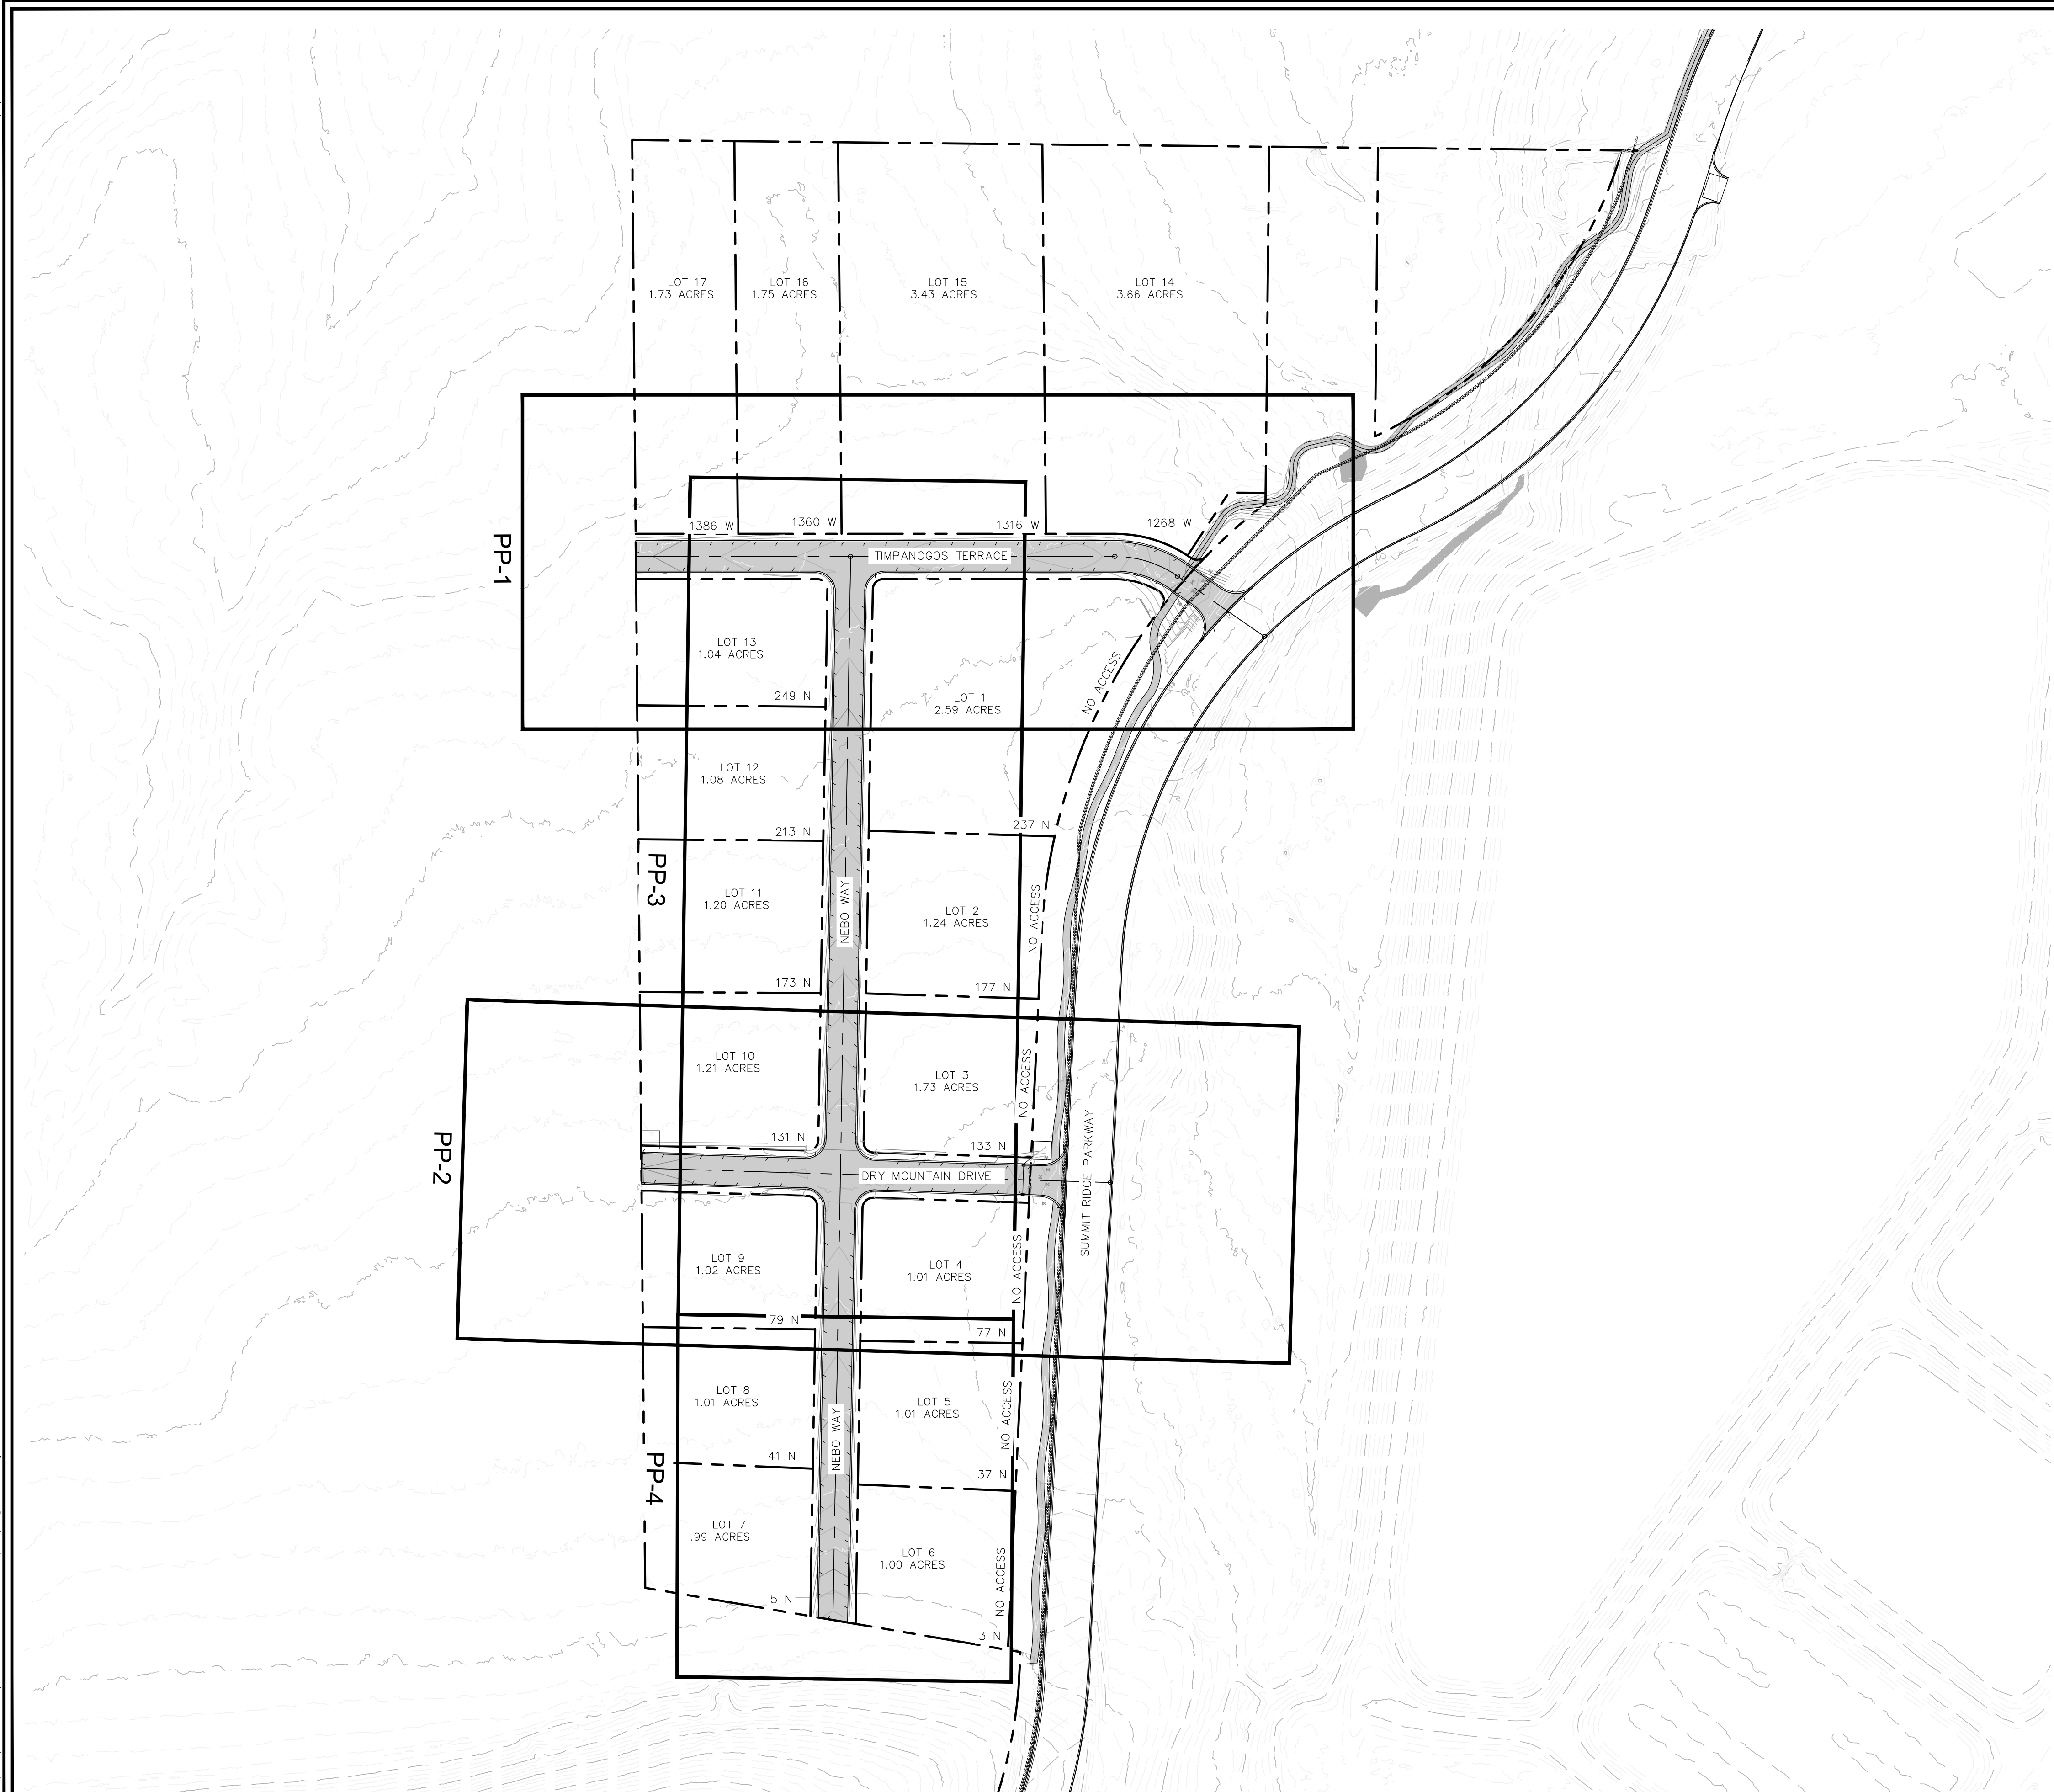 LOT 17
1.73 ACRES
LOT 16
1.75 ACRES
LOT 15
3.43 ACRES
LOT 14
3.66 ACRES
1386 W
1360 W
1316 W
1268 W
PP-1
TIMPANOGOS TERRACE
LOT 13
1.04 ACRES
249 N
LOT 1
2.59 ACRES
NO ACCESS
LOT 12
1.08 ACRES
213 N
237 N
PP-3
LOT 11
1.20 ACRES
NEBO WAY
LOT 2
1.24 ACRES
NO ACCESS
173 N
177 N
LOT 10
1.21 ACRES
LOT 3
1.73 ACRES
NO ACCESS
131 N
133 N
PP-2
DRY MOUNTAIN DRIVE
SUMMIT RIDGE PARKWAY
LOT 9
1.02 ACRES
LOT 4
1.01 ACRES
NO ACCESS
79 N
77 N
LOT 8
1.01 ACRES
LOT 5
1.01 ACRES
NO ACCESS
NEBO WAY
41 N
37 N
PP-4
LOT 7
.99 ACRES
LOT 6
1.00 ACRES
NO ACCESS
5 N
3 N